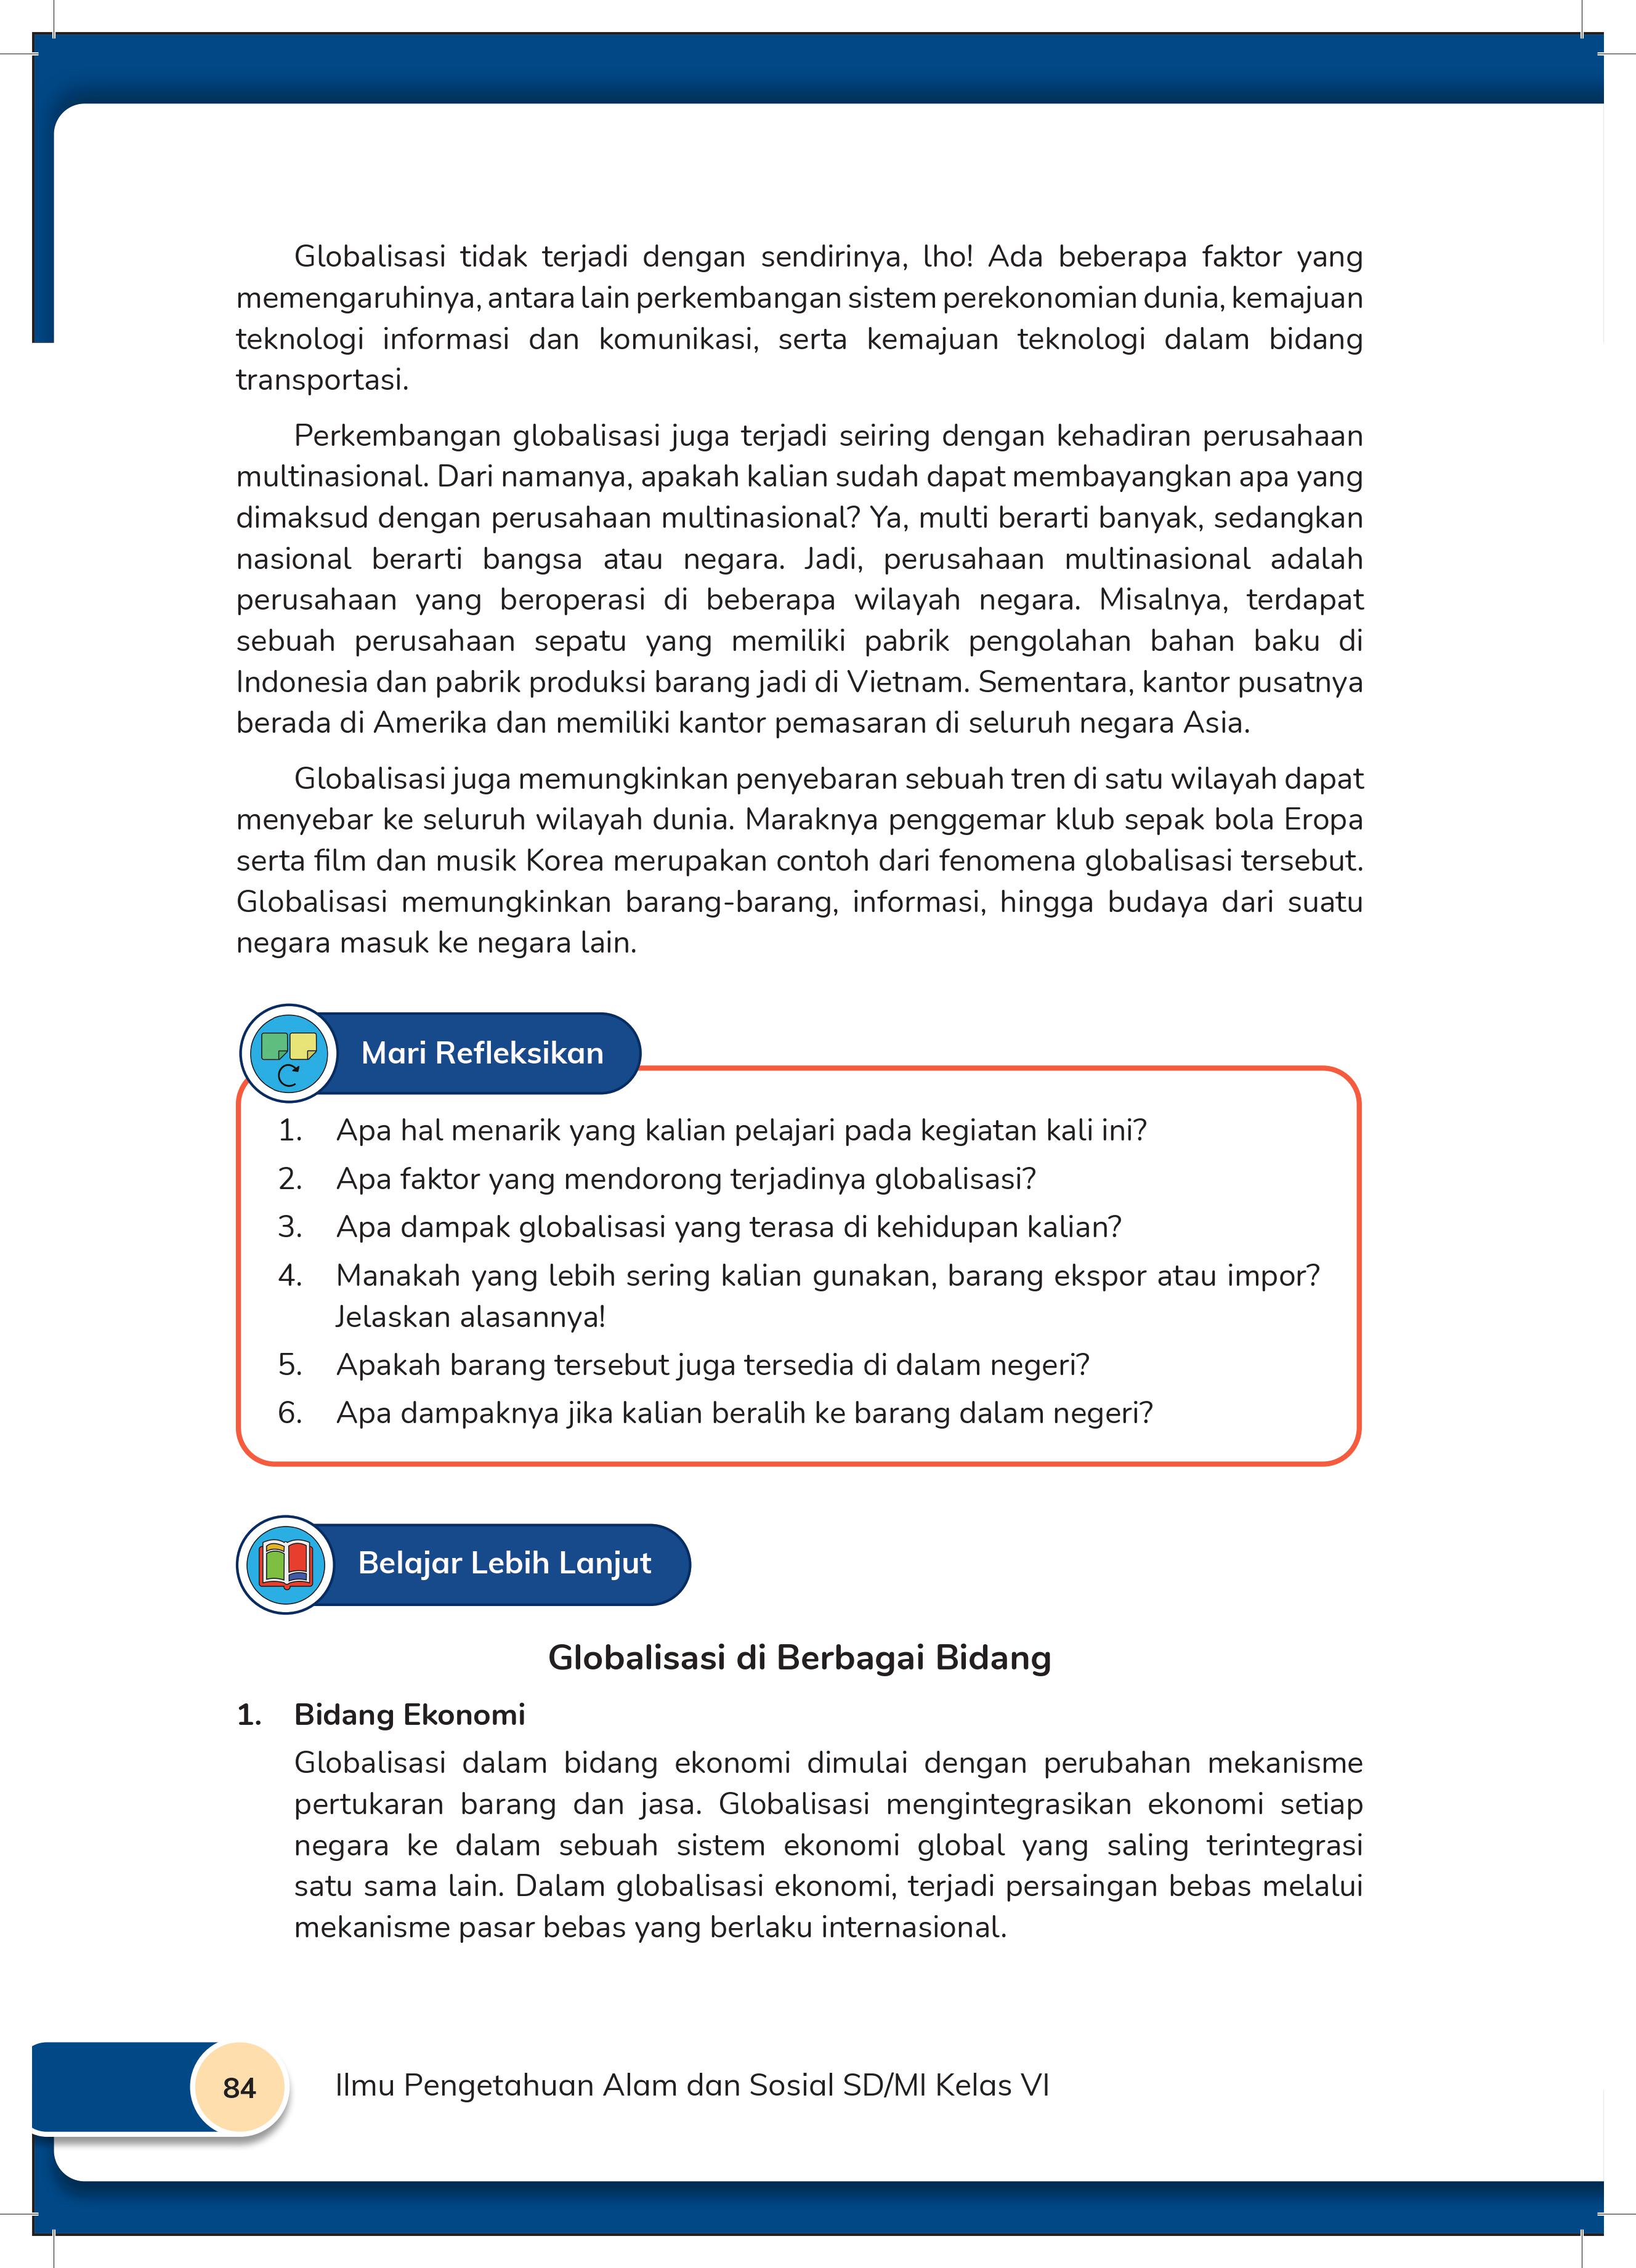 Globalisasi tidak terjadi dengan sendirinya, lho! Ada beberapa faktor yang
memengaruhinya, antara lain perkembangan sistem perekonomian dunia, kemajuan
teknologi informasi dan komunikasi, serta kemajuan teknologi dalam bidang
transportasi.
Perkembangan globalisasi juga terjadi seiring dengan kehadiran perusahaan
multinasional. Dari namanya, apakah kalian sudah dapat membayangkan apa yang
dimaksud dengan perusahaan multinasional? Ya, multi berarti banyak, sedangkan
nasional berarti bangsa atau negara. Jadi, perusahaan multinasional adalah
perusahaan yang beroperasi di beberapa wilayah negara. Misalnya, terdapat
sebuah perusahaan sepatu yang memiliki pabrik pengolahan bahan baku di
Indonesia dan pabrik produksi barang jadi di Vietnam. Sementara, kantor pusatnya
berada di Amerika dan memiliki kantor pemasaran di seluruh negara Asia.
Globalisasi juga memungkinkan penyebaran sebuah tren di satu wilayah dapat
menyebar ke seluruh wilayah dunia. Maraknya penggemar klub sepak bola Eropa
serta film dan musik Korea merupakan contoh dari fenomena globalisasi tersebut.
Globalisasi memungkinkan barang-barang, informasi, hingga budaya dari suatu
negara masuk ke negara lain.
Mari Refleksikan
1. Apa hal menarik yang kalian pelajari pada kegiatan kali ini?
2. Apa faktor yang mendorong terjadinya globalisasi?
3. Apa dampak globalisasi yang terasa di kehidupan kalian?
4. Manakah yang lebih sering kalian gunakan, barang ekspor atau impor?
Jelaskan alasannya!
5. Apakah barang tersebut juga tersedia di dalam negeri?
6. Apa dampaknya jika kalian beralih ke barang dalam negeri?
Belajar Lebih Lanjut
Globalisasi di Berbagai Bidang
1. Bidang Ekonomi
Globalisasi dalam bidang ekonomi dimulai dengan perubahan mekanisme
pertukaran barang dan jasa. Globalisasi mengintegrasikan ekonomi setiap
negara ke dalam sebuah sistem ekonomi global yang saling terintegrasi
satu sama lain. Dalam globalisasi ekonomi, terjadi persaingan bebas melalui
mekanisme pasar bebas yang berlaku internasional.
84 Ilmu Pengetahuan Alam dan Sosial SD/MI Kelas VI